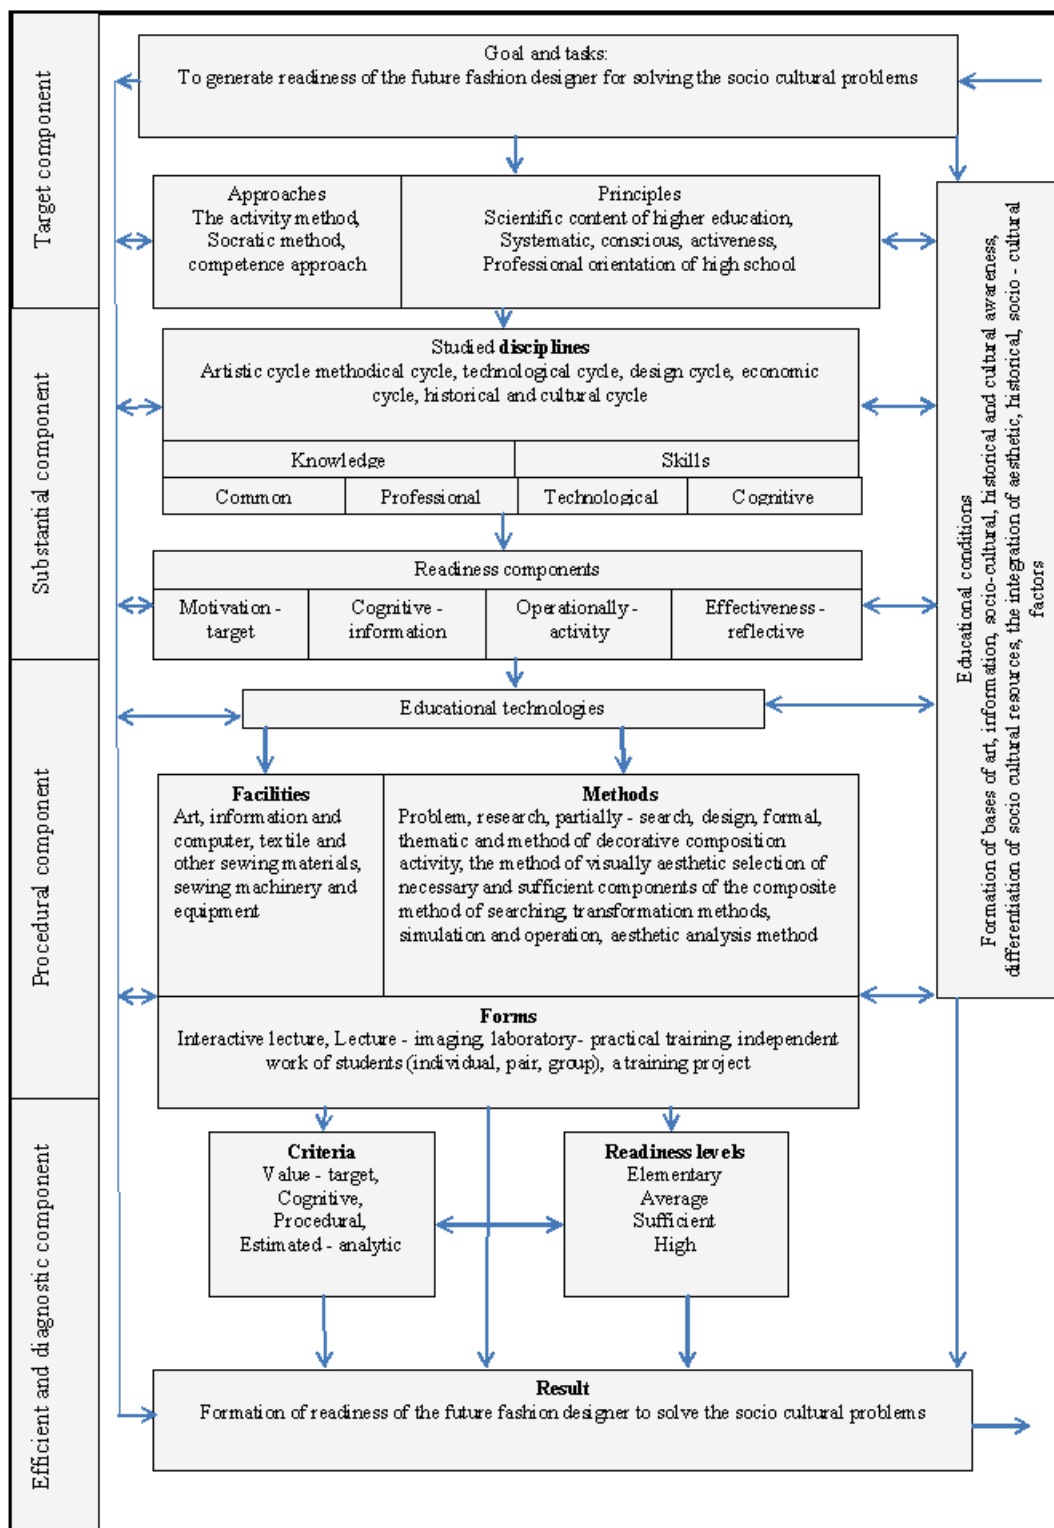 Target component
Goal and tasks:
To generate readiness of the future fashion designer for solving the socio cultural problems
Approaches
The activity method,
Socratic method,
competence approach
Principles
Scientific content of higher education,
Systematic, conscious, activeness,
Professional orientation of high school
Educational conditions
Formation of bases of art, information, socio-cultural, historical and cultural awareness,
differentiation of socio cultural resources, the integration of aesthetic, historical, socio - cultural
factors
Substantial component
Studied disciplines
Artistic cycle methodical cycle, technological cycle, design cycle, economic
cycle, historical and cultural cycle
Knowledge
Skills
Common
Professional
Technological
Cognitive
Readiness components
Motivation -
target
Cognitive -
information
Operationally -
activity
Effectiveness -
reflective
Procedural component
Educational technologies
Facilities
Art, information and
computer, textile and
other sewing materials,
sewing machinery and
equipment
Methods
Problem, research, partially - search, design, formal,
thematic and method of decorative composition
activity, the method of visually aesthetic selection of
necessary and sufficient components of the composite
method of searching, transformation methods,
simulation and operation, aesthetic analysis method
Forms
Interactive lecture, Lecture - imaging, laboratory- practical training, independent
work of students (individual, pair, group), a training project
Efficient and diagnostic component
Criteria
Value - target,
Cognitive,
Procedural,
Estimated - analytic
Readiness levels
Elementary
Average
Sufficient
High
Result
Formation of readiness of the future fashion designer to solve the socio cultural problems